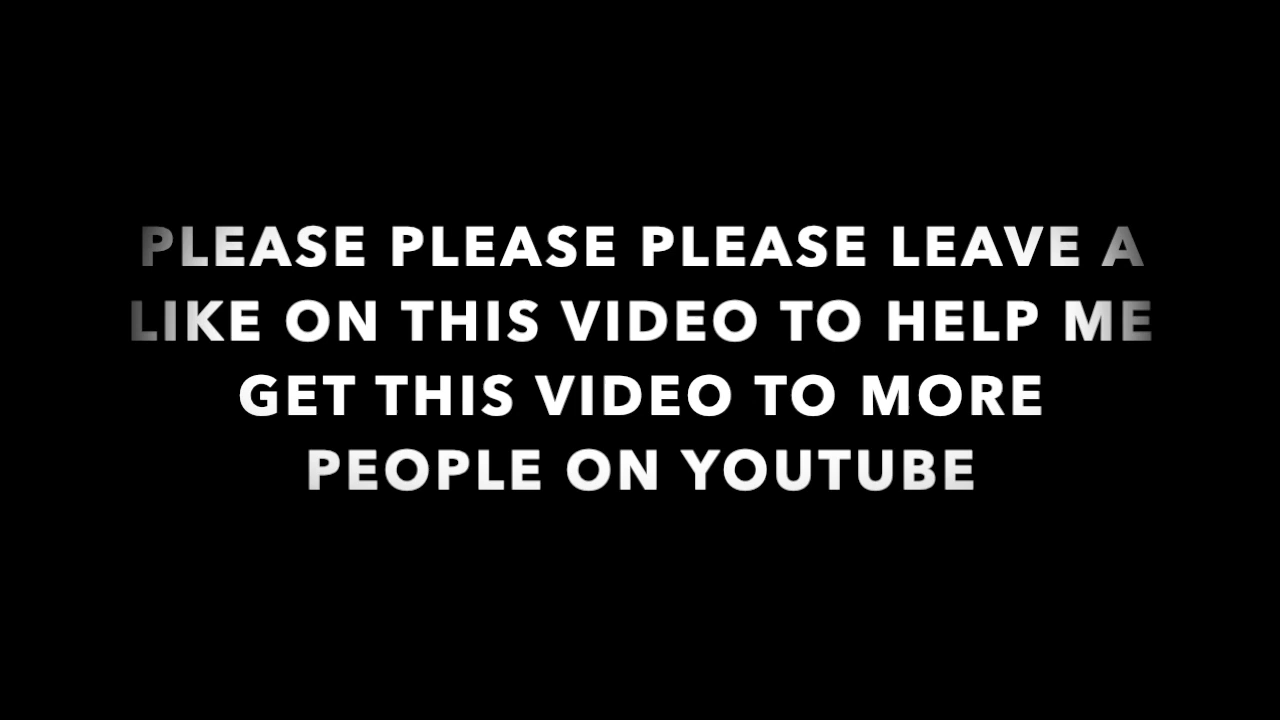 PLEASE PLEASE PLEASE LEAVE A
LIKE ON THIS VIDEO TO HELP ME
GET THIS VIDEO TO MORE
PEOPLE ON YOUTUBE